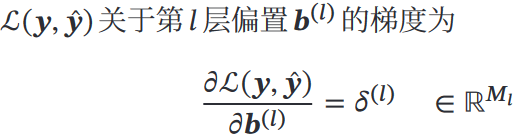 ℒ(𝒚, 𝒚̂)关于第 𝑙 层偏置 𝒃⁽ˡ⁾ 的梯度为
∂ℒ(𝒚, 𝒚̂)/∂𝒃⁽ˡ⁾ = δ⁽ˡ⁾ ∈ ℝ^{M_l}